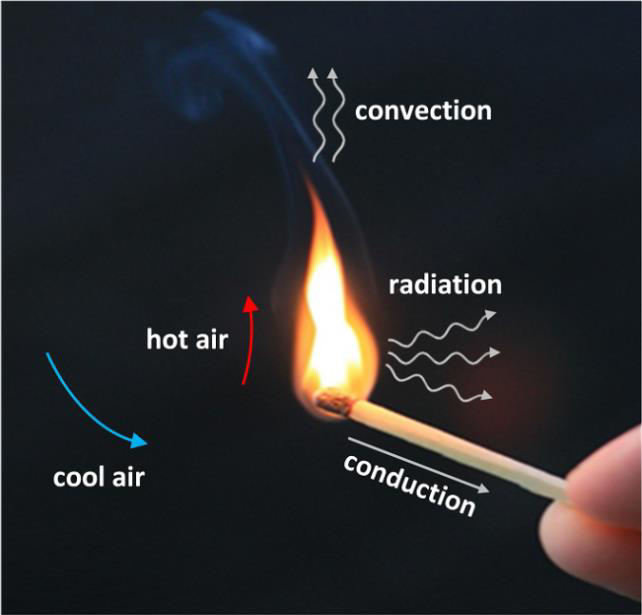 convection
radiation
hot air
cool air
conduction